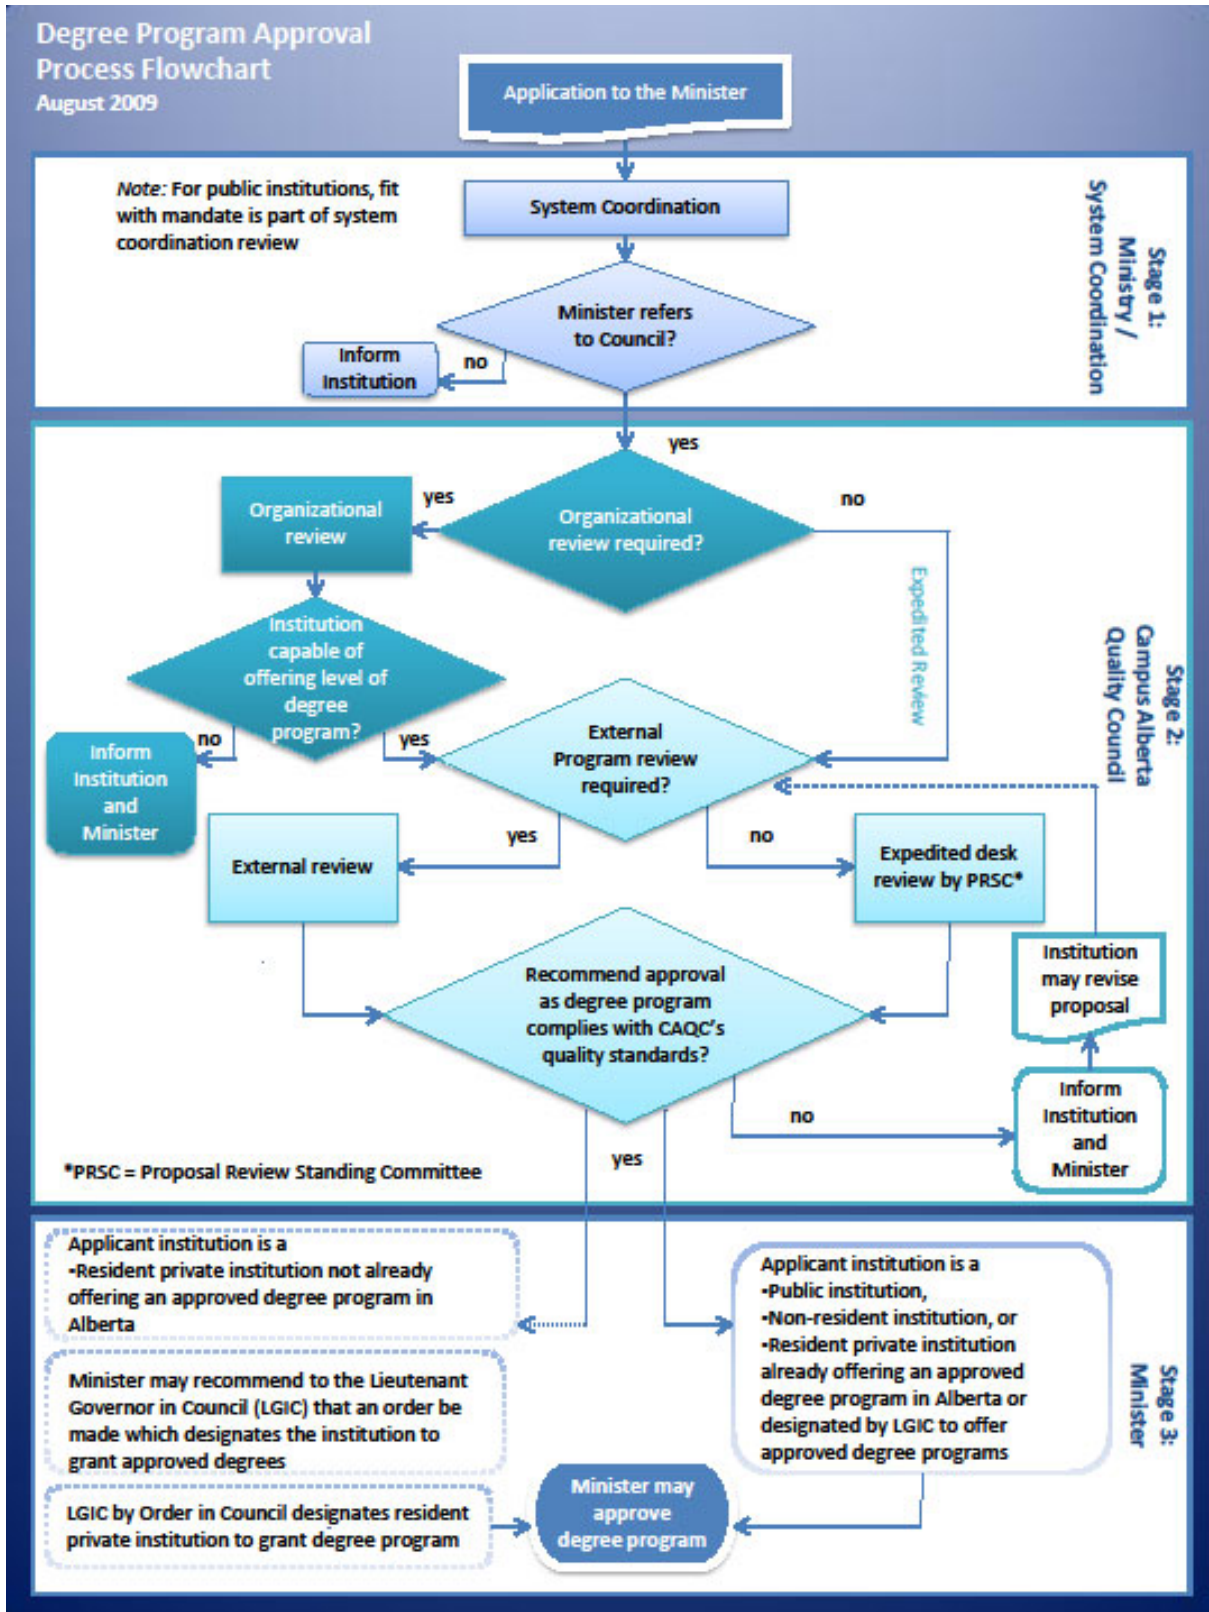 Degree Program Approval
Process Flowchart
August 2009
Application to the Minister
Note: For public institutions, fit
with mandate is part of system
coordination review
System Coordination
Stage 1:
Ministry /
System Coordination
Minister refers
to Council?
no
Inform
Institution
yes
Organizational
review required?
yes
no
Organizational
review
Expedited Review
Institution
capable of
offering level of
degree
program?
no
yes
Inform
Institution
and
Minister
External
Program review
required?
Stage 2:
Campus Alberta
Quality Council
yes
no
External review
Expedited desk
review by PRSC*
Recommend approval
as degree program
complies with CAQC's
quality standards?
Institution
may revise
proposal
no
Inform
Institution
and
Minister
yes
*PRSC = Proposal Review Standing Committee
Applicant institution is a
•Resident private institution not already
offering an approved degree program in
Alberta
Minister may recommend to the Lieutenant
Governor in Council (LGIC) that an order be
made which designates the institution to
grant approved degrees
LGIC by Order in Council designates resident
private institution to grant degree program
Applicant institution is a
•Public institution,
•Non-resident institution, or
•Resident private institution
already offering an approved
degree program in Alberta or
designated by LGIC to offer
approved degree programs
Stage 3:
Minister
Minister may
approve
degree program